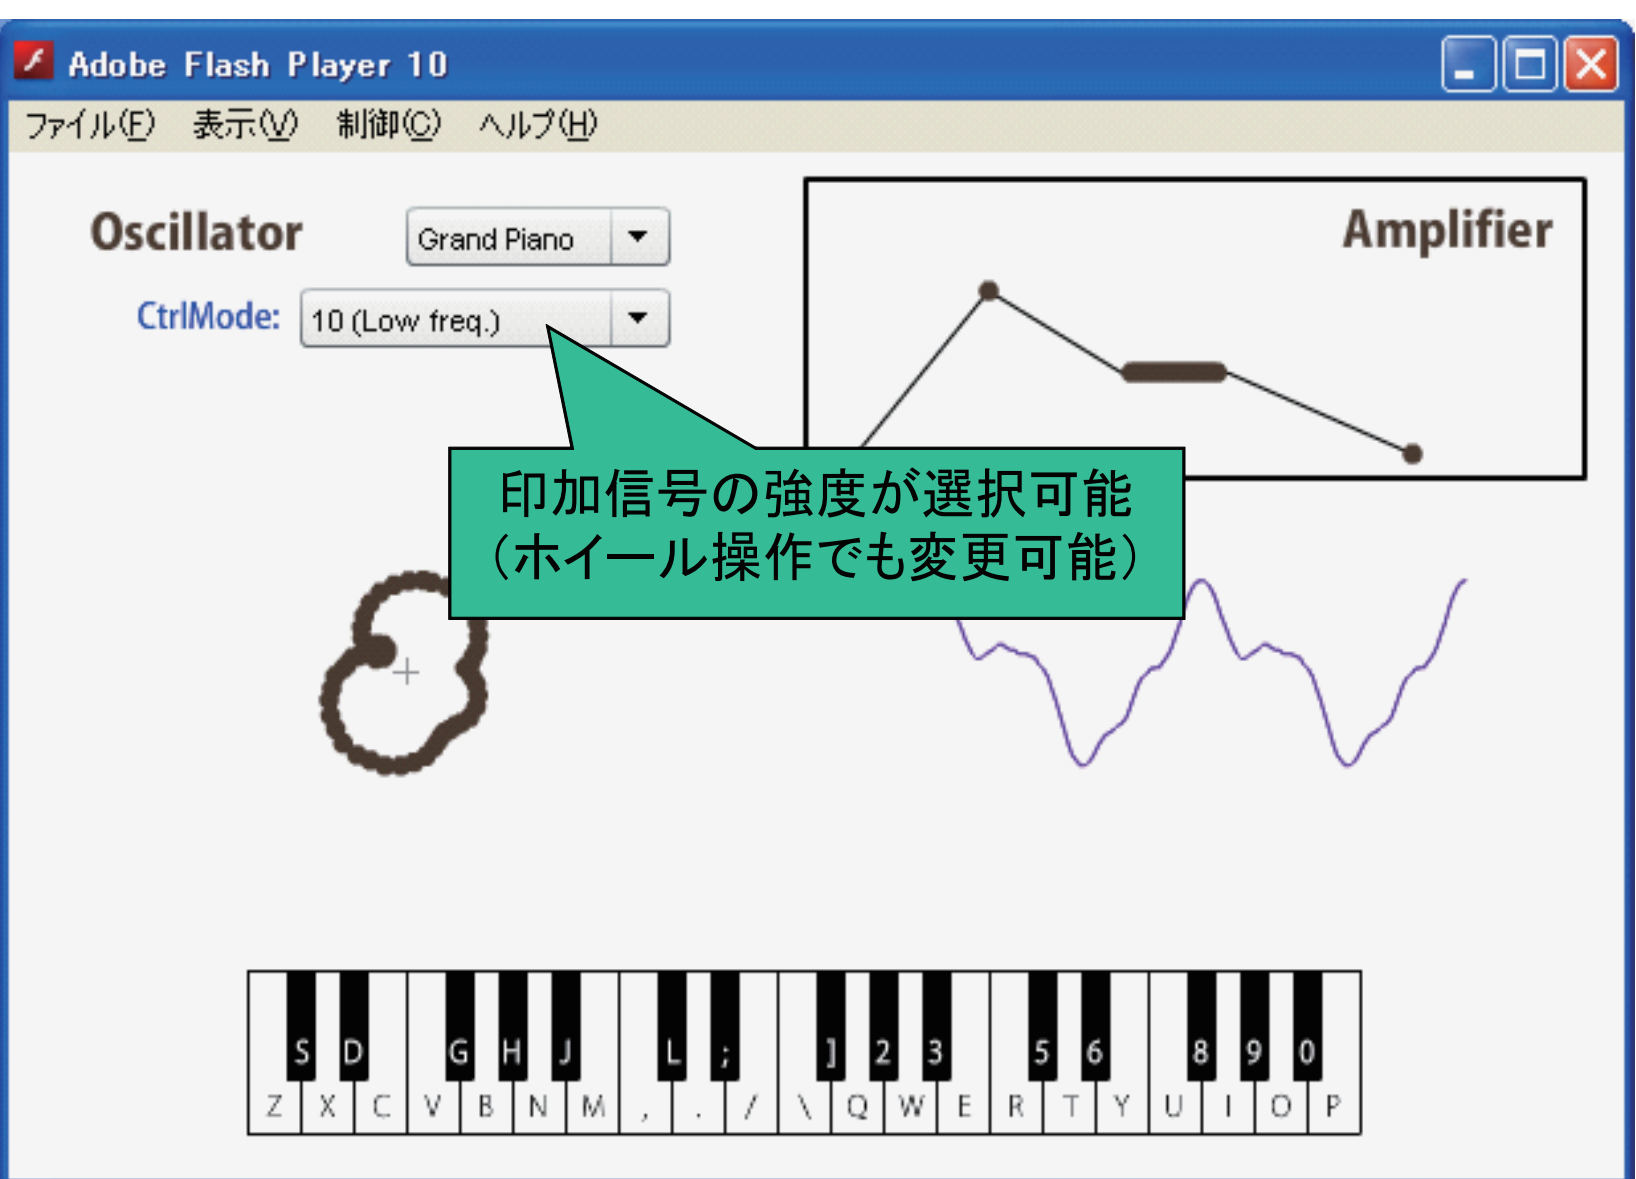 Adobe Flash Player 10
ファイル(F) 表示(V) 制御(C) ヘルプ(H)
Oscillator
Grand Piano
Amplifier
CtrlMode:
10 (Low freq.)
印加信号の強度が選択可能
（ホイール操作でも変更可能）
S D G H J L ; ] 2 3 5 6 8 9 0
Z X C V B N M , . / \ Q W E R T Y U I O P